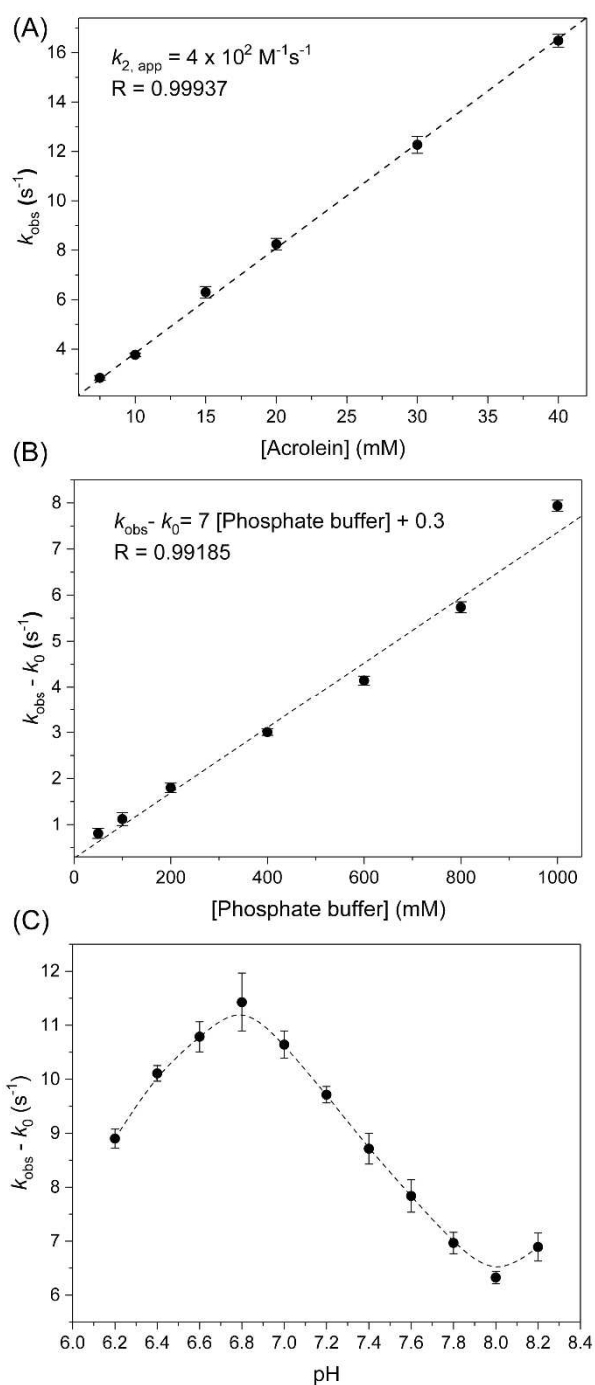 (A)
k2, app = 4 x 10² M⁻¹s⁻¹
R = 0.99937
16
14
12
10
8
6
4
kobs (s⁻¹)
10 15 20 25 30 35 40
[Acrolein] (mM)
(B)
kobs- k0= 7 [Phosphate buffer] + 0.3
R = 0.99185
8
7
6
5
4
3
2
1
kobs - k0 (s⁻¹)
0 200 400 600 800 1000
[Phosphate buffer] (mM)
(C)
12
11
10
9
8
7
6
kobs - k0 (s⁻¹)
6.0 6.2 6.4 6.6 6.8 7.0 7.2 7.4 7.6 7.8 8.0 8.2 8.4
pH